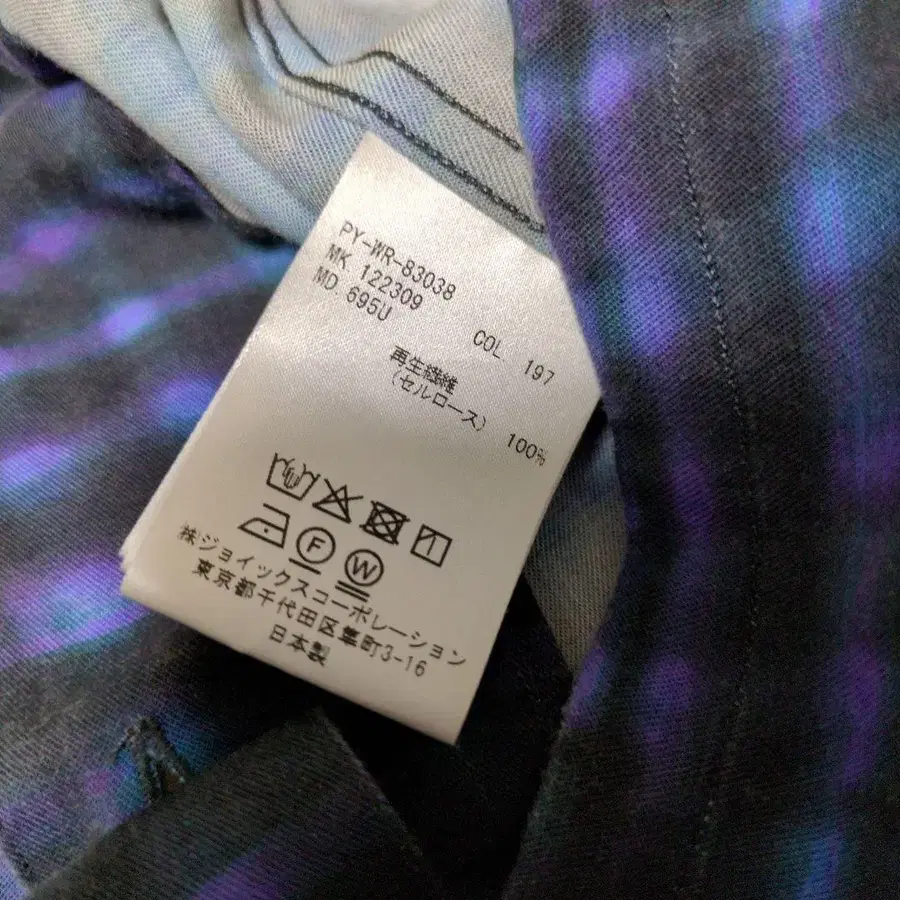 PY-WR-83038
MK 122309
MD. 695U
COL 197
再生繊維
(セルロース) 100%
F W
㈱ジョイックスコーポレーション
東京都千代田区隼町3-16
日本製